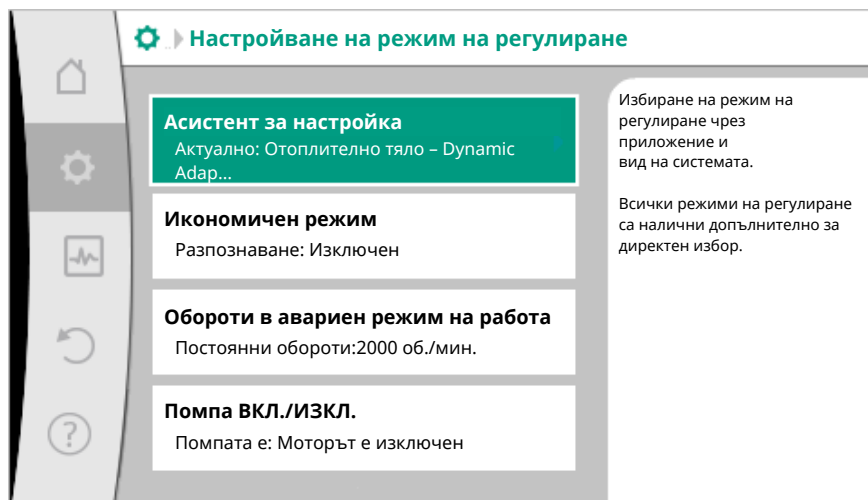 Настройване на режим на регулиране
Асистент за настройка
Актуално: Отоплително тяло – Dynamic
Adap...
Икономичен режим
Разпознаване: Изключен
Обороти в авариен режим на работа
Постоянни обороти:2000 об./мин.
Помпа ВКЛ./ИЗКЛ.
Помпата е: Моторът е изключен
Избиране на режим на
регулиране чрез
приложение и
вид на системата.
Всички режими на регулиране
са налични допълнително за
директен избор.